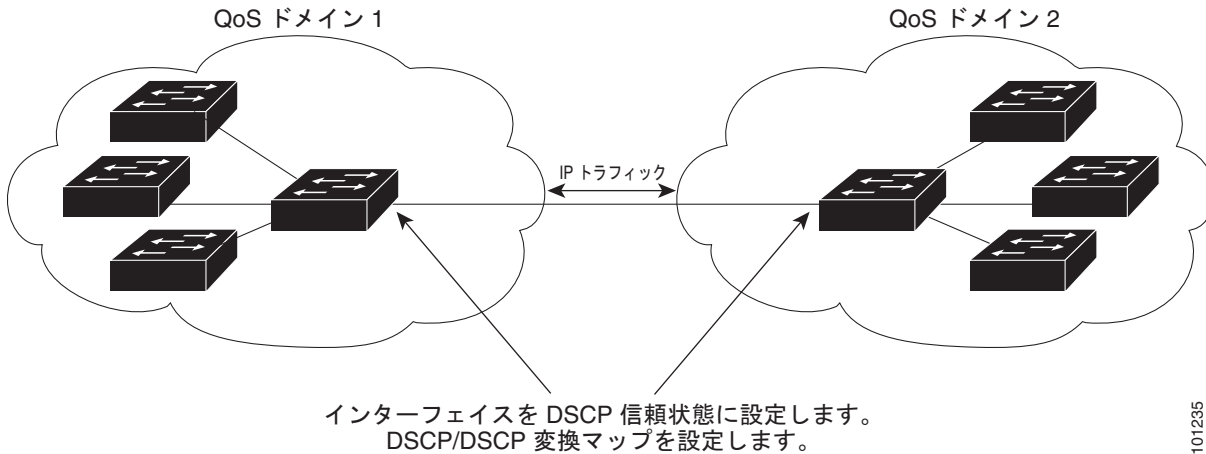 QoS ドメイン 1
QoS ドメイン 2
IP トラフィック
インターフェイスを DSCP 信頼状態に設定します。
DSCP/DSCP 変換マップを設定します。
101235